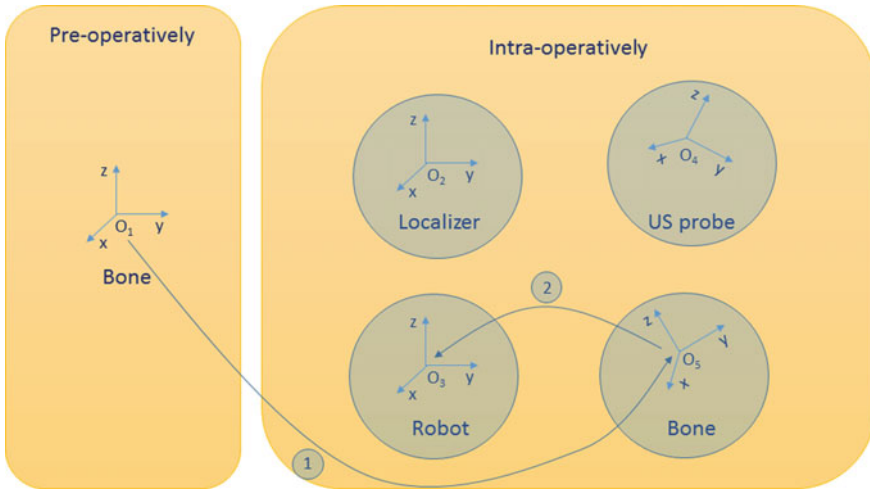 Pre-operatively
z
O₁
y
x
Bone
Intra-operatively
z
O₂
y
x
Localizer
z
O₄
x
y
US probe
z
O₃
y
x
Robot
2
z
y
O₅
x
Bone
1